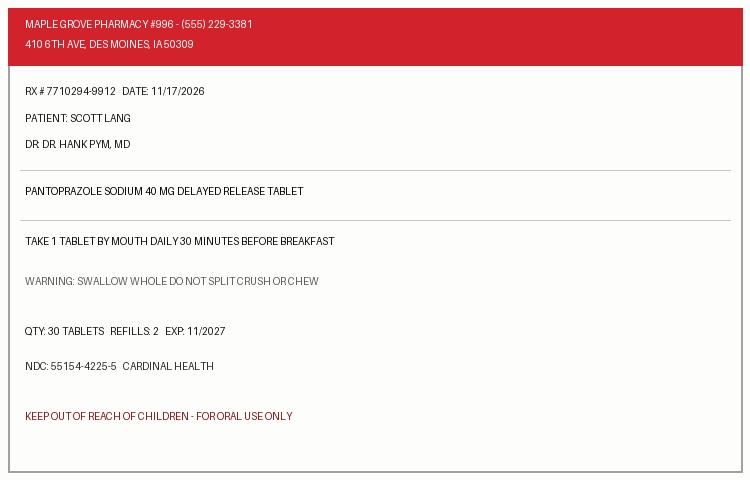 MAPLE GROVE PHARMACY #996 - (555) 229-3381
410 6TH AVE, DES MOINES, IA 50309
RX # 7710294-9912 DATE: 11/17/2026
PATIENT: SCOTT LANG
DR: DR. HANK PYM, MD
PANTOPRAZOLE SODIUM 40 MG DELAYED RELEASE TABLET
TAKE 1 TABLET BY MOUTH DAILY 30 MINUTES BEFORE BREAKFAST
WARNING: SWALLOW WHOLE DO NOT SPLIT CRUSH OR CHEW
QTY: 30 TABLETS REFILLS: 2 EXP: 11/2027
NDC: 55154-4225-5 CARDINAL HEALTH
KEEP OUT OF REACH OF CHILDREN - FOR ORAL USE ONLY